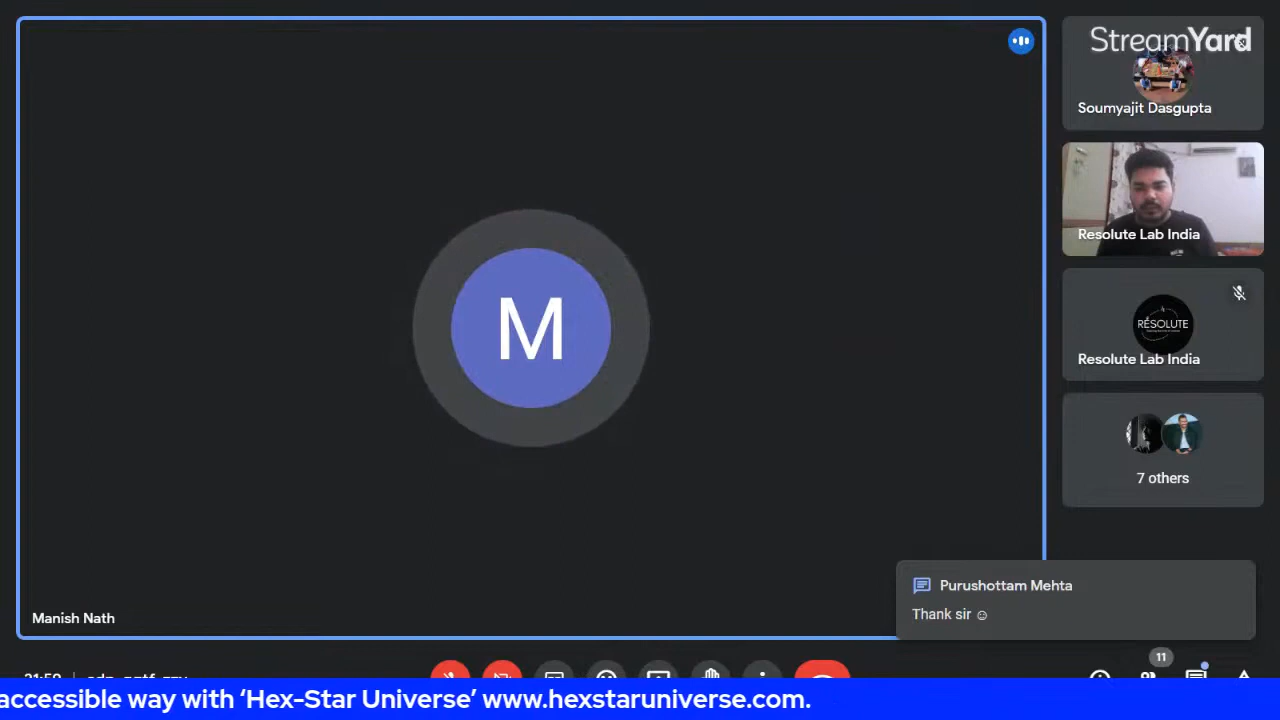 StreamYard
Soumyajit Dasgupta
Resolute Lab India
M
RESOLUTE
Resolute Lab India
7 others
Purushottam Mehta
Thank sir ☺
Manish Nath
11
accessible way with ‘Hex-Star Universe’ www.hexstaruniverse.com.